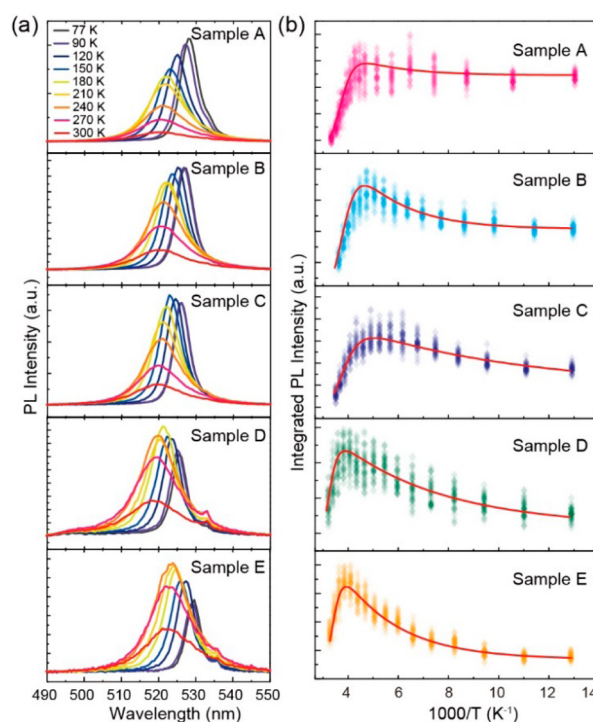 (a)
Sample A
77 K
90 K
120 K
150 K
180 K
210 K
240 K
270 K
300 K
Sample B
Sample C
Sample D
Sample E
PL Intensity (a.u.)
490 500 510 520 530 540 550
Wavelength (nm)
(b)
Sample A
Sample B
Sample C
Sample D
Sample E
Integrated PL Intensity (a.u.)
4 6 8 10 12 14
1000/T (K⁻¹)